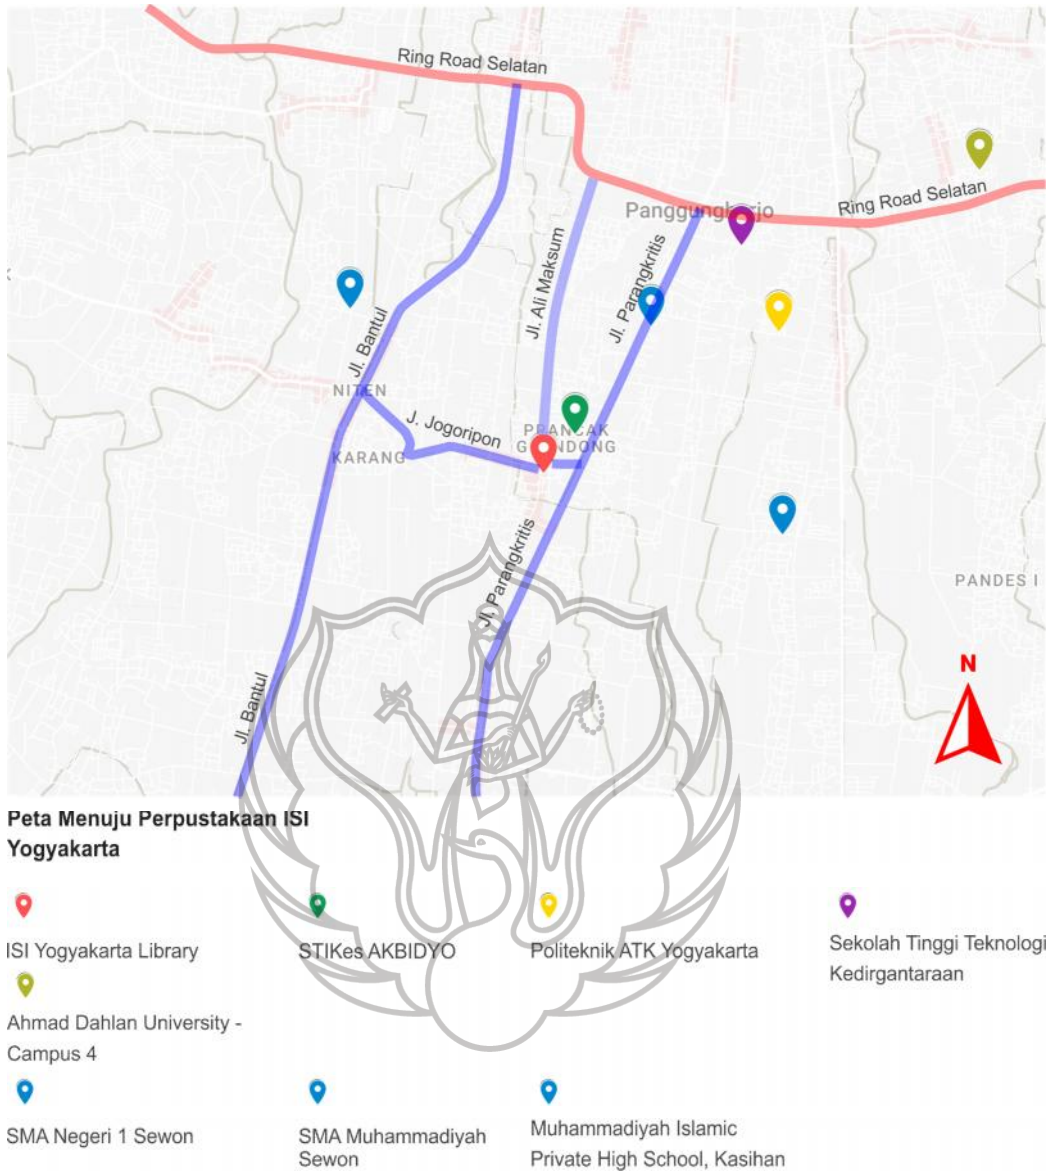 Ring Road Selatan
Panggungharjo
Ring Road Selatan
Jl. Ali Maksum
Jl. Parangkritis
Jl. Bantul
NITEN
J. Jogoripon
KARANG
PRANCAK
G NDONG
Jl. Parangkritis
PANDES I
Jl. Bantul
N
Peta Menuju Perpustakaan ISI
Yogyakarta
ISI Yogyakarta Library
STIKes AKBIDYO
Politeknik ATK Yogyakarta
Sekolah Tinggi Teknologi
Kedirgantaraan
Ahmad Dahlan University -
Campus 4
SMA Negeri 1 Sewon
SMA Muhammadiyah
Sewon
Muhammadiyah Islamic
Private High School, Kasihan